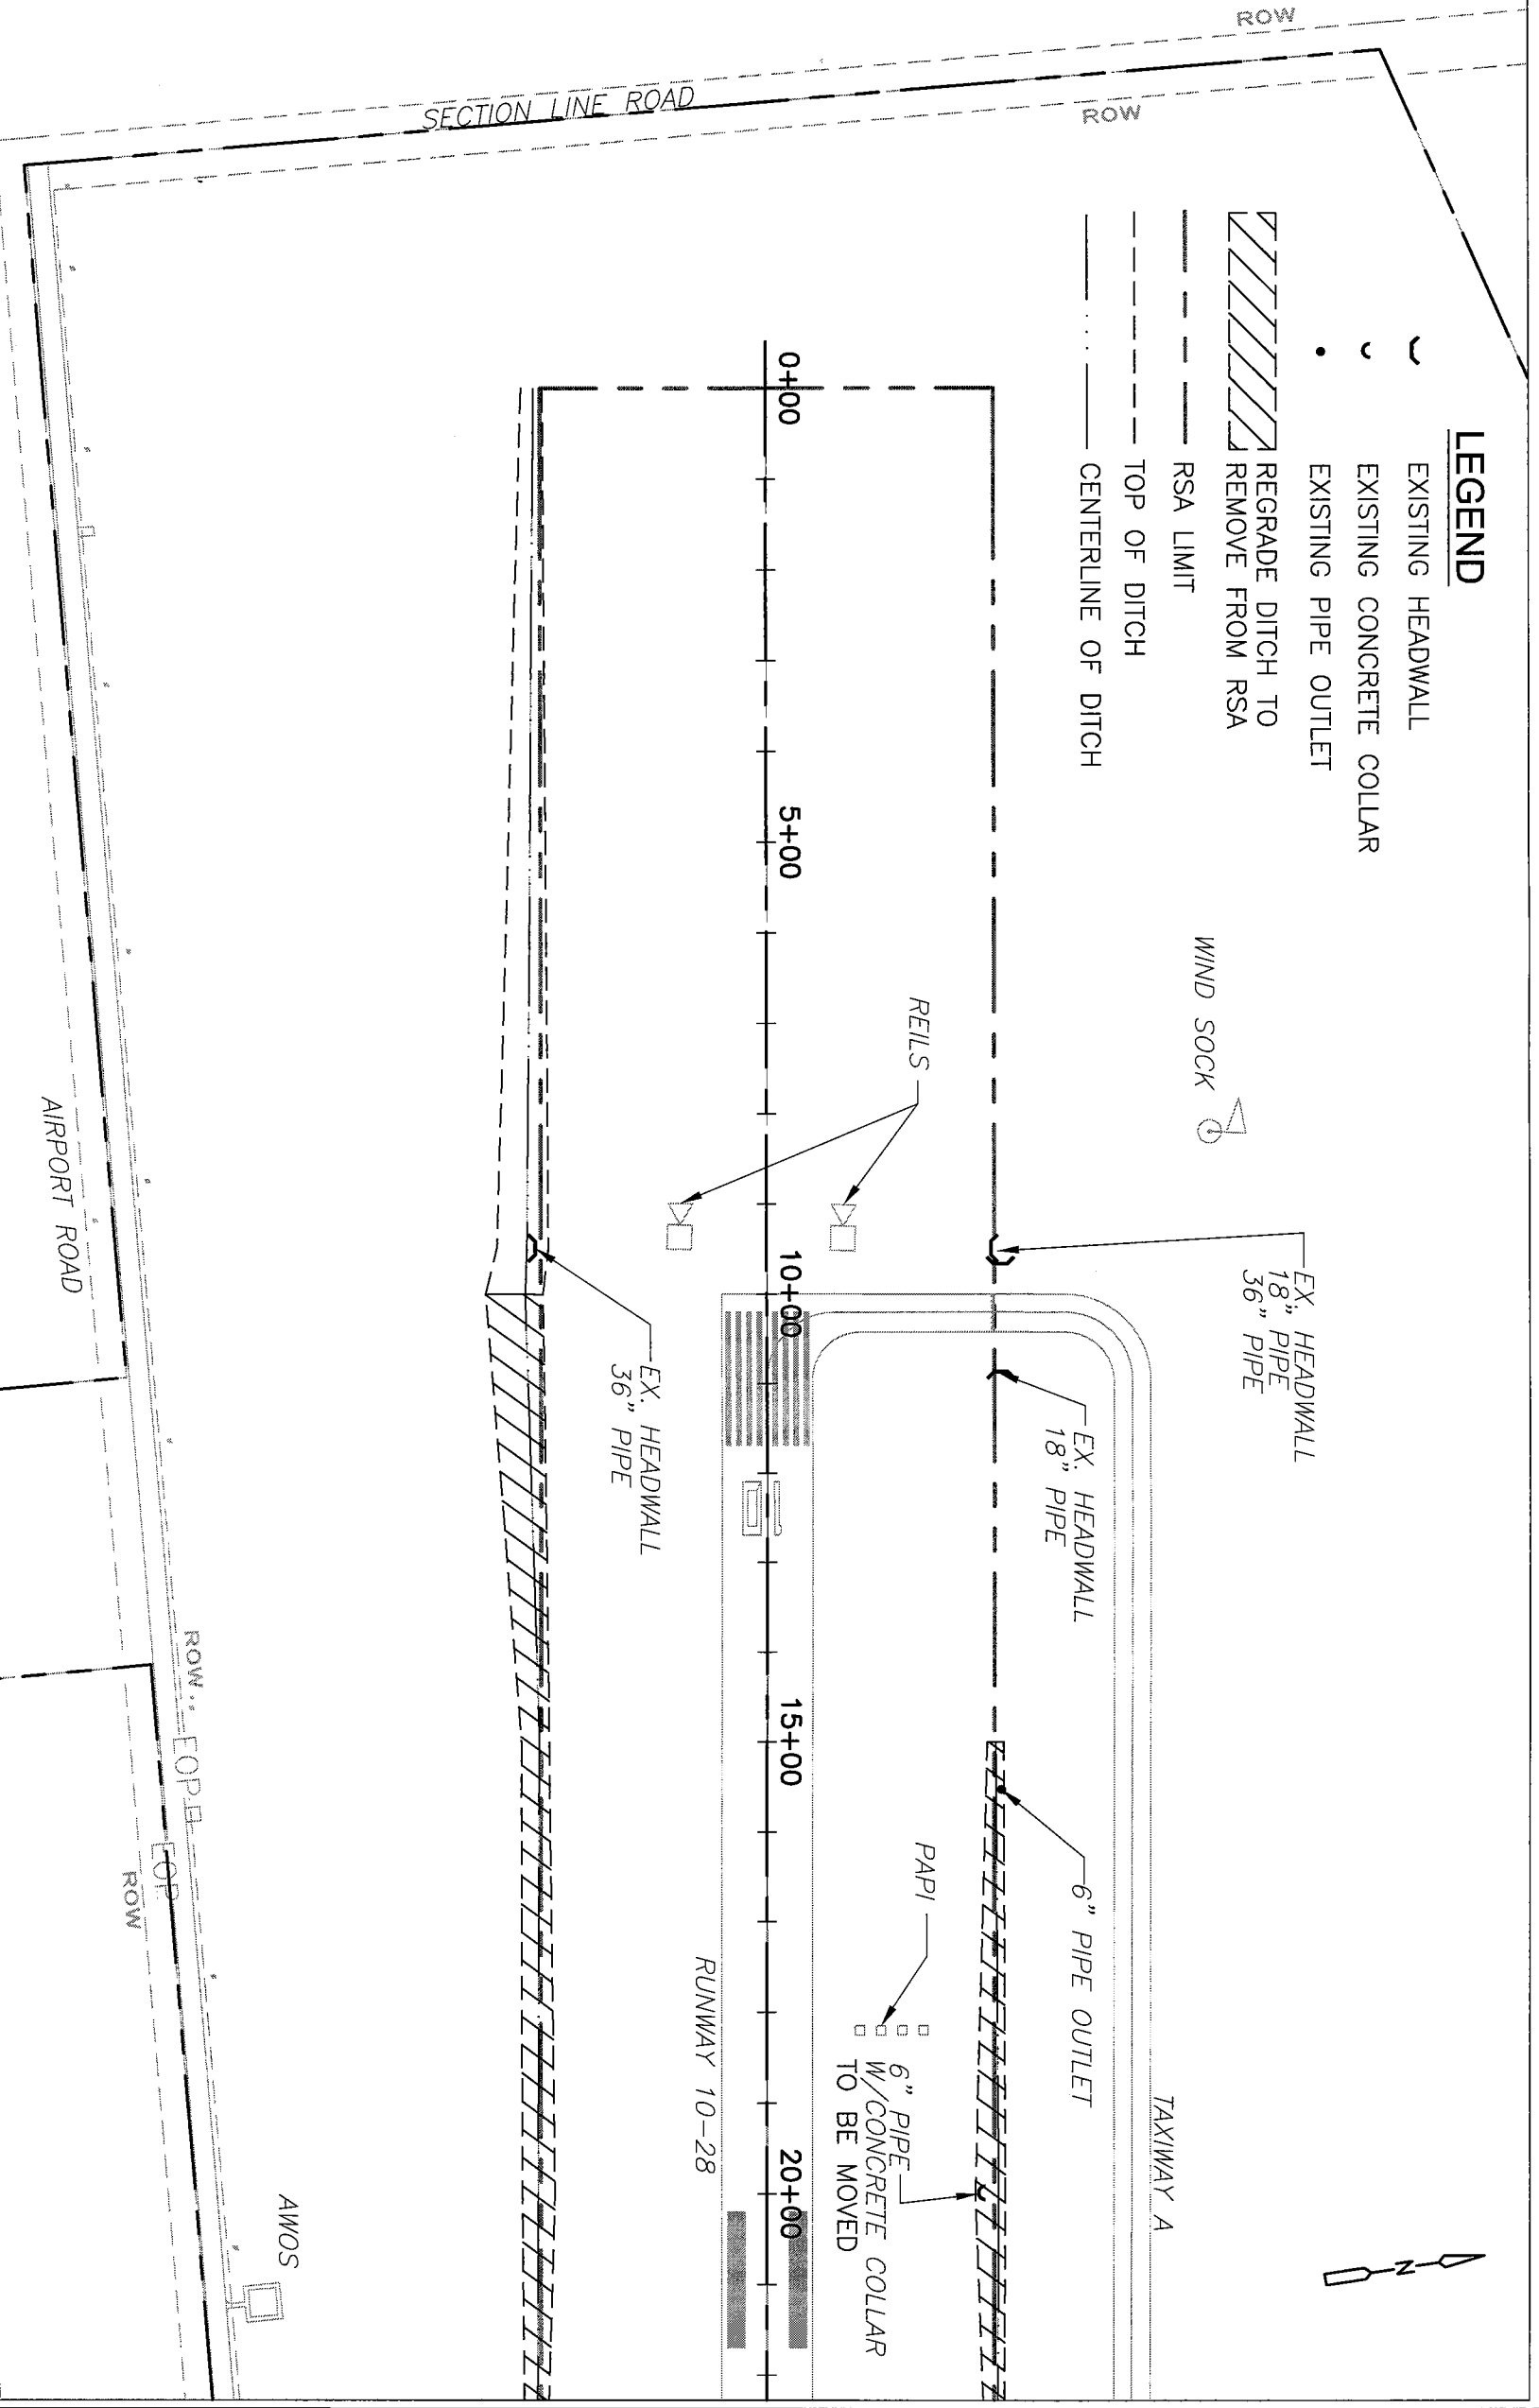 LEGEND
EXISTING HEADWALL
EXISTING CONCRETE COLLAR
EXISTING PIPE OUTLET
REGRADE DITCH TO
REMOVE FROM RSA
RSA LIMIT
TOP OF DITCH
CENTERLINE OF DITCH
ROW
ROW
SECTION LINE ROAD
WIND SOCK
EX. HEADWALL
18" PIPE
36" PIPE
EX. HEADWALL
18" PIPE
6" PIPE OUTLET
TAXIWAY A
N
REILS
PAPI
6" PIPE
W/CONCRETE COLLAR
TO BE MOVED
0+00
5+00
10+00
15+00
20+00
RUNWAY 10-28
EX. HEADWALL
36" PIPE
AWOS
ROW
EOP
EOP
ROW
AIRPORT ROAD